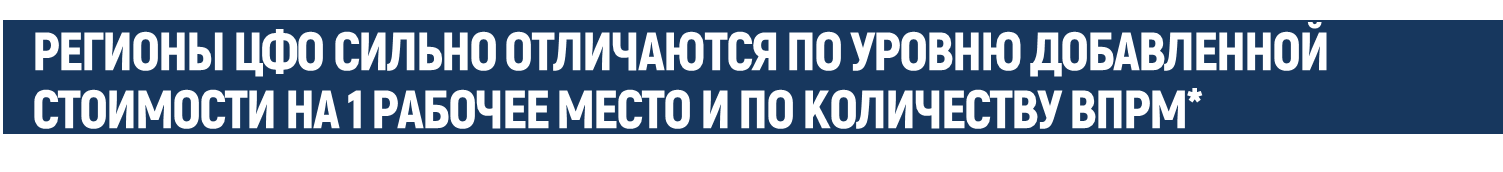 РЕГИОНЫ ЦФО СИЛЬНО ОТЛИЧАЮТСЯ ПО УРОВНЮ ДОБАВЛЕННОЙ
СТОИМОСТИ НА 1 РАБОЧЕЕ МЕСТО И ПО КОЛИЧЕСТВУ ВПРМ*